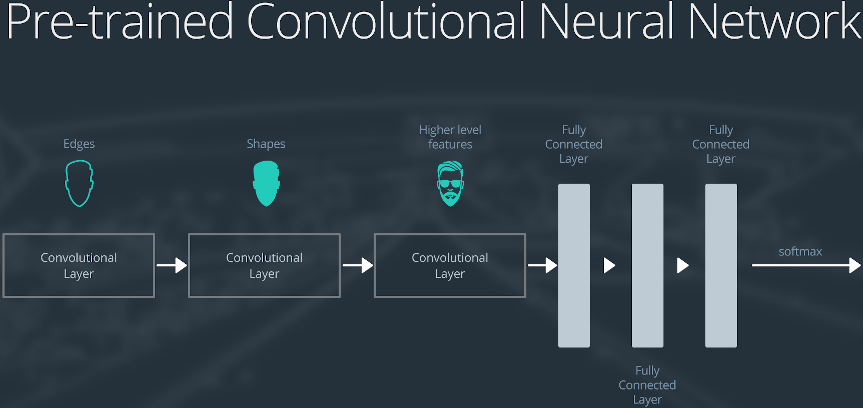 Pre-trained Convolutional Neural Network
Edges
Shapes
Higher level
features
Fully
Connected
Layer
Fully
Connected
Layer
Convolutional
Layer
Convolutional
Layer
Convolutional
Layer
softmax
Fully
Connected
Layer